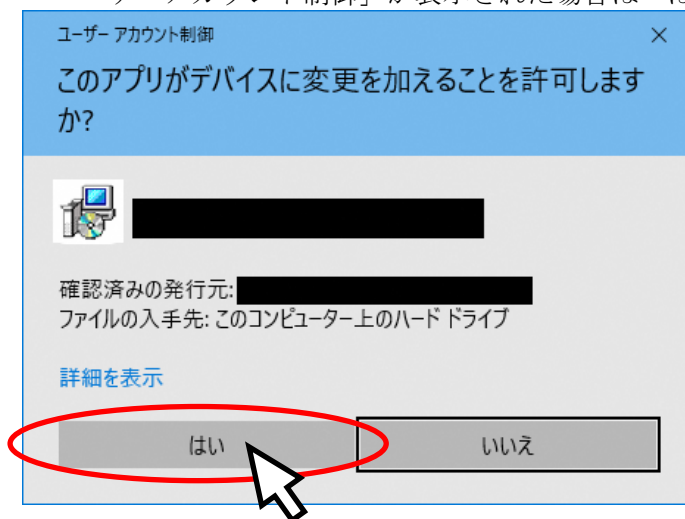 ユーザー アカウント制御
このアプリがデバイスに変更を加えることを許可します
か?
確認済みの発行元:
ファイルの入手先: このコンピューター上のハード ドライブ
詳細を表示
はい
いいえ